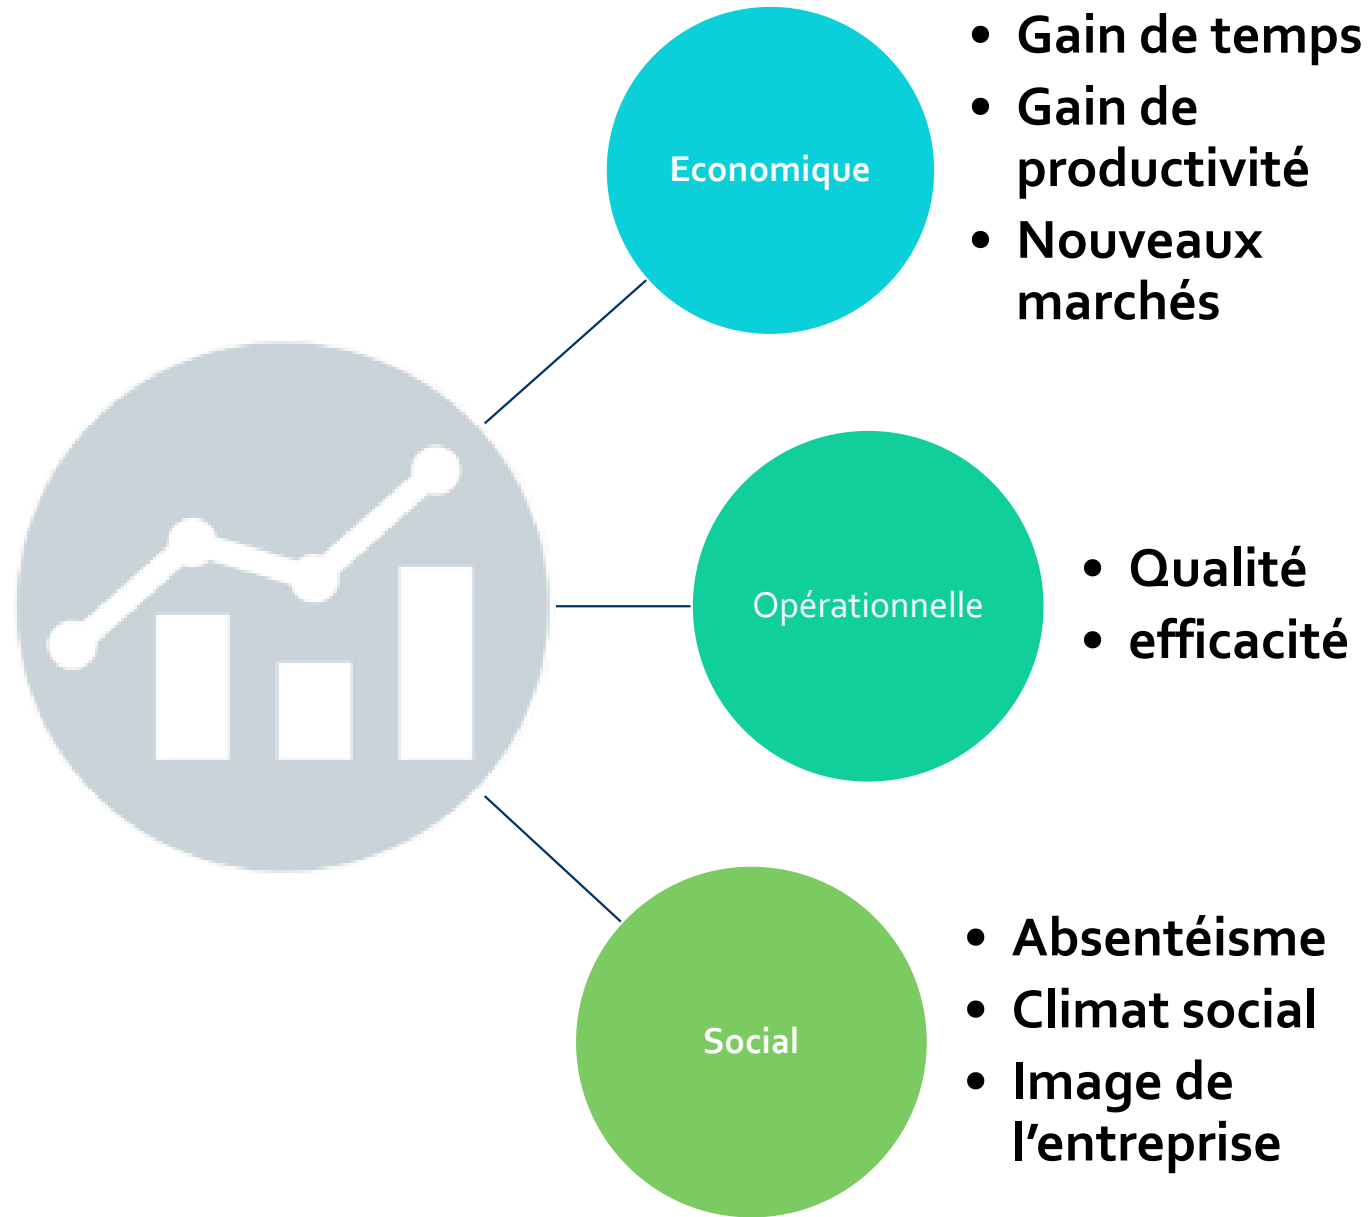 Economique
• Gain de temps
• Gain de
productivité
• Nouveaux
marchés
Opérationnelle
• Qualité
• efficacité
Social
• Absentéisme
• Climat social
• Image de
l’entreprise